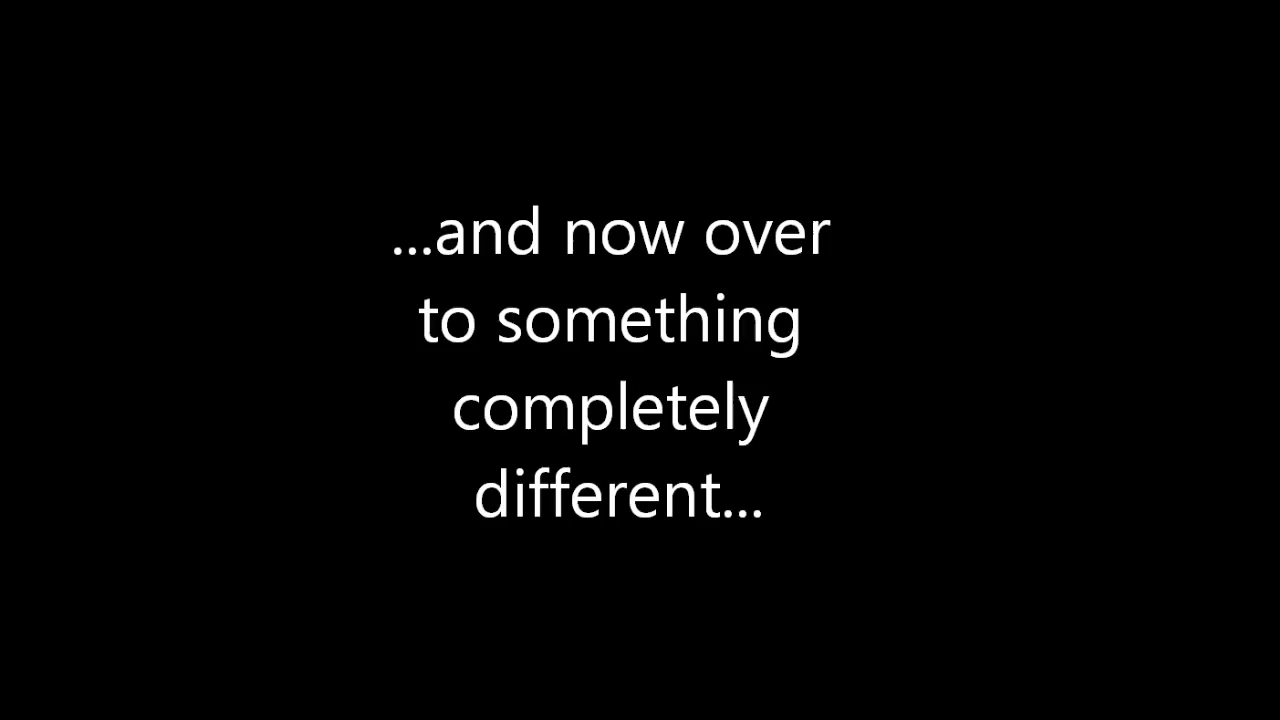 ...and now over
to something
completely
different...